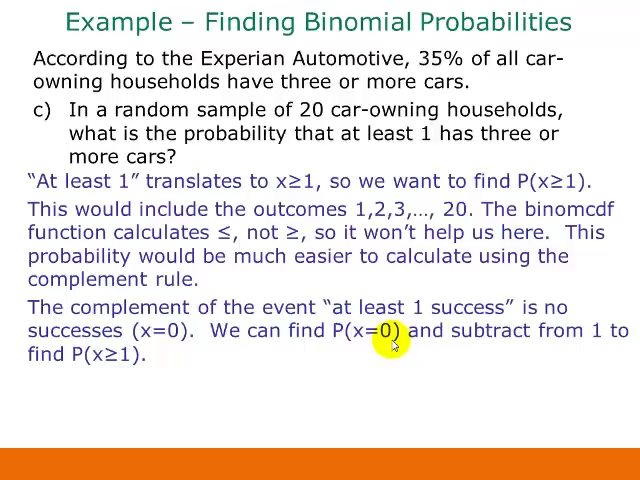 Example – Finding Binomial Probabilities
According to the Experian Automotive, 35% of all car-
owning households have three or more cars.
c) In a random sample of 20 car-owning households,
what is the probability that at least 1 has three or
more cars?
“At least 1” translates to x≥1, so we want to find P(x≥1).
This would include the outcomes 1,2,3,…, 20. The binomcdf
function calculates ≤, not ≥, so it won’t help us here. This
probability would be much easier to calculate using the
complement rule.
The complement of the event “at least 1 success” is no
successes (x=0). We can find P(x=0) and subtract from 1 to
find P(x≥1).